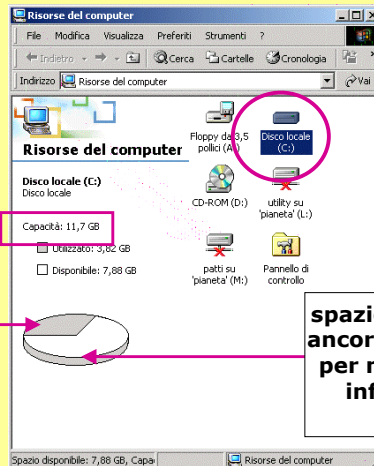 Risorse del computer
File Modifica Visualizza Preferiti Strumenti ?
Indietro Cerca Cartelle Cronologia
Indirizzo Risorse del computer Vai
Risorse del computer
Disco locale (C:)
Disco locale
Capacità: 11,7 GB
Utilizzato: 3,82 GB
Disponibile: 7,88 GB
Floppy da 3,5
pollici (A:)
Disco locale
(C:)
CD-ROM (D:)
utility su
'pianeta' (L:)
patti su
'pianeta' (M:)
Pannello di
controllo
spazi
ancor
per
inf
Spazio disponibile: 7,88 GB, Capa Risorse del computer